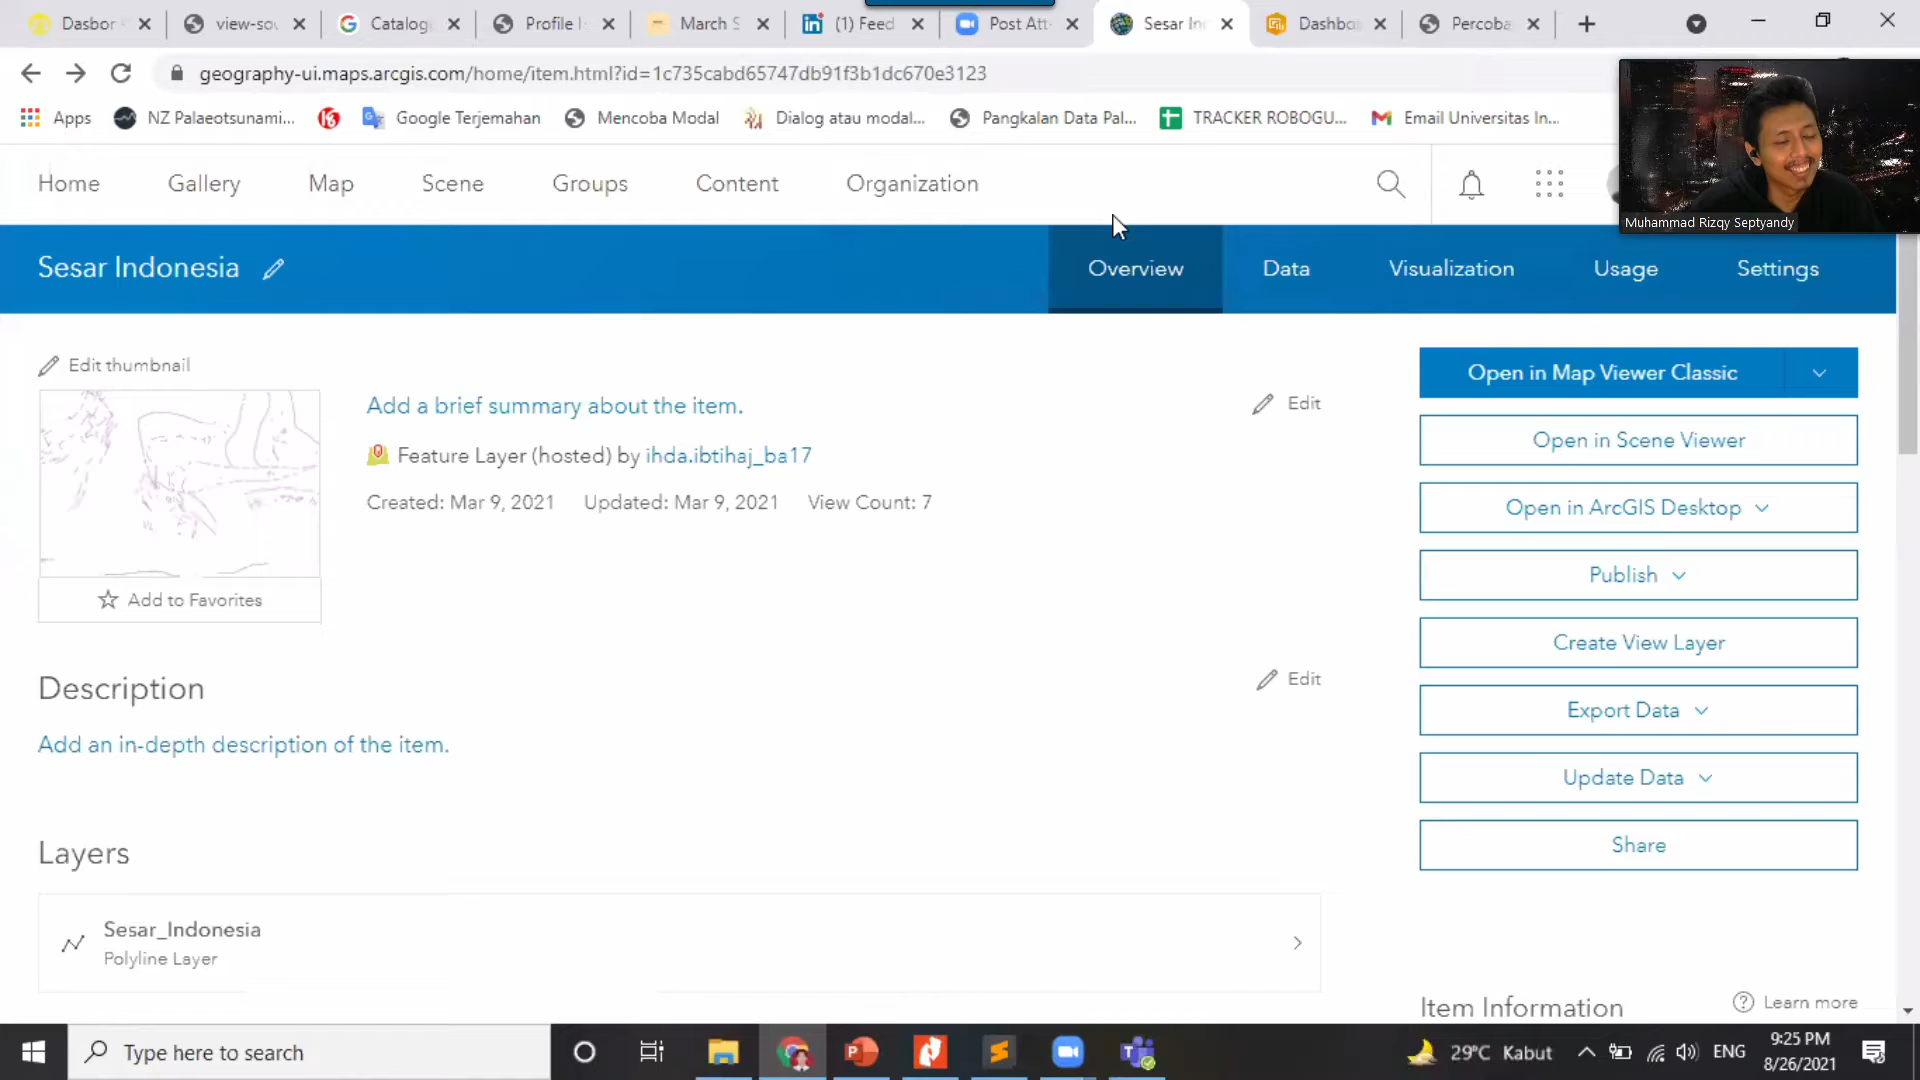 Dasbor
view-sou
Catalog
Profile
March S
(1) Feed
Post Att
Sesar In
Dashbo
Percoba
geography-ui.maps.arcgis.com/home/item.html?id=1c735cabd65747db91f3b1dc670e3123
Apps
NZ Palaeotsunami...
Google Terjemahan
Mencoba Modal
Dialog atau modal...
Pangkalan Data Pal...
TRACKER ROBOGU...
Email Universitas In...
Home
Gallery
Map
Scene
Groups
Content
Organization
Muhammad Rizqy Septyandy
Sesar Indonesia
Overview
Data
Visualization
Usage
Settings
Edit thumbnail
Add a brief summary about the item.
Edit
Feature Layer (hosted) by ihda.ibtihaj_ba17
Created: Mar 9, 2021 Updated: Mar 9, 2021 View Count: 7
Add to Favorites
Open in Map Viewer Classic
Open in Scene Viewer
Open in ArcGIS Desktop
Publish
Create View Layer
Export Data
Update Data
Share
Description
Edit
Add an in-depth description of the item.
Layers
Sesar_Indonesia
Polyline Layer
Item Information
Learn more
Type here to search
29°C Kabut
ENG
9:25 PM
8/26/2021